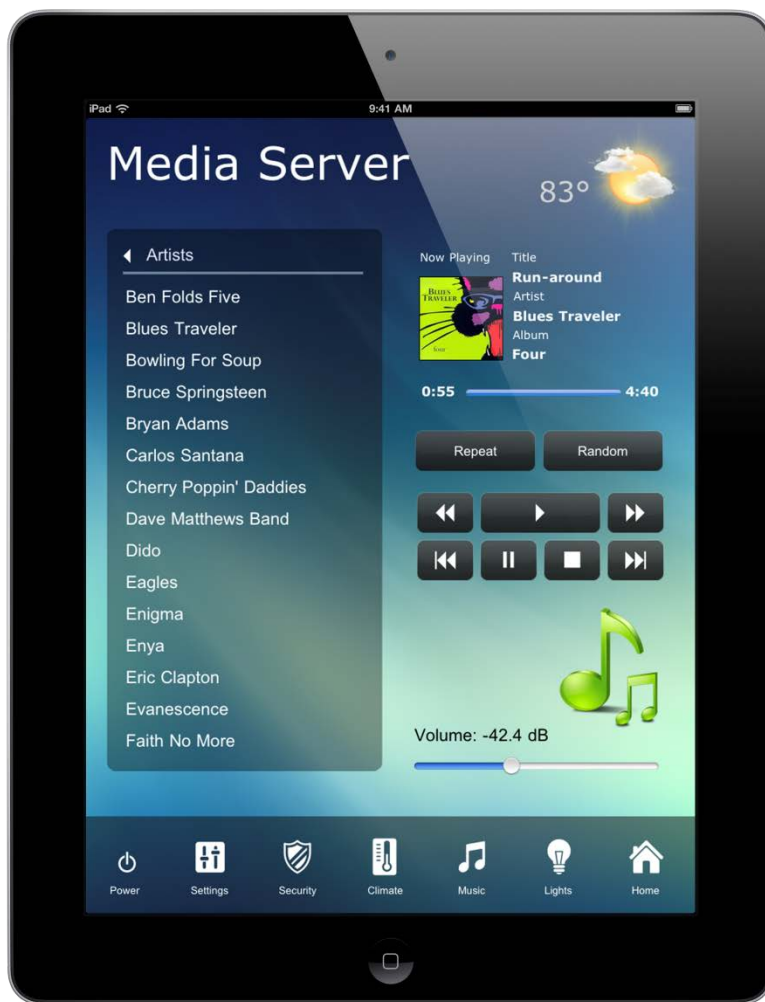 iPad
9:41 AM
Media Server
83°
Artists
Ben Folds Five
Blues Traveler
Bowling For Soup
Bruce Springsteen
Bryan Adams
Carlos Santana
Cherry Poppin' Daddies
Dave Matthews Band
Dido
Eagles
Enigma
Enya
Eric Clapton
Evanescence
Faith No More
Now Playing
BLUES
TRAVELER
four
Title
Run-around
Artist
Blues Traveler
Album
Four
0:55 4:40
Repeat Random
Volume: -42.4 dB
Power Settings Security Climate Music Lights Home